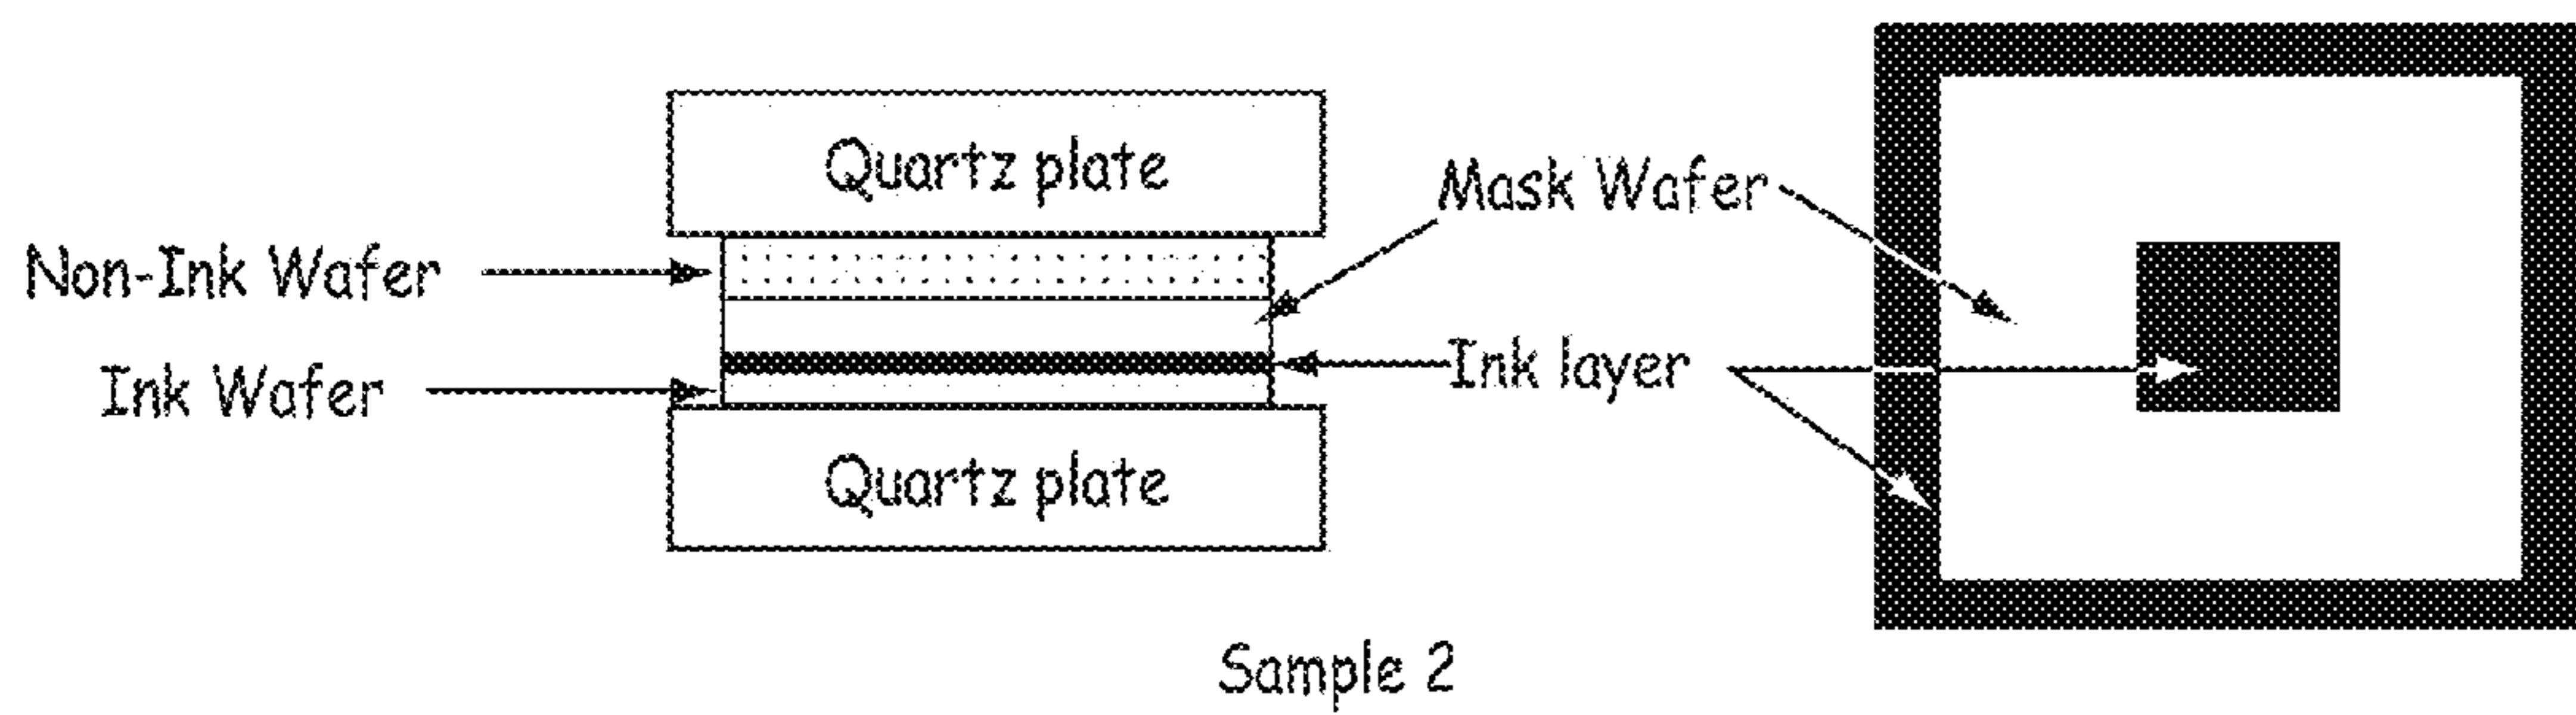 Quartz plate
Mask Wafer
Non-Ink Wafer
Ink layer
Ink Wafer
Quartz plate
Sample 2